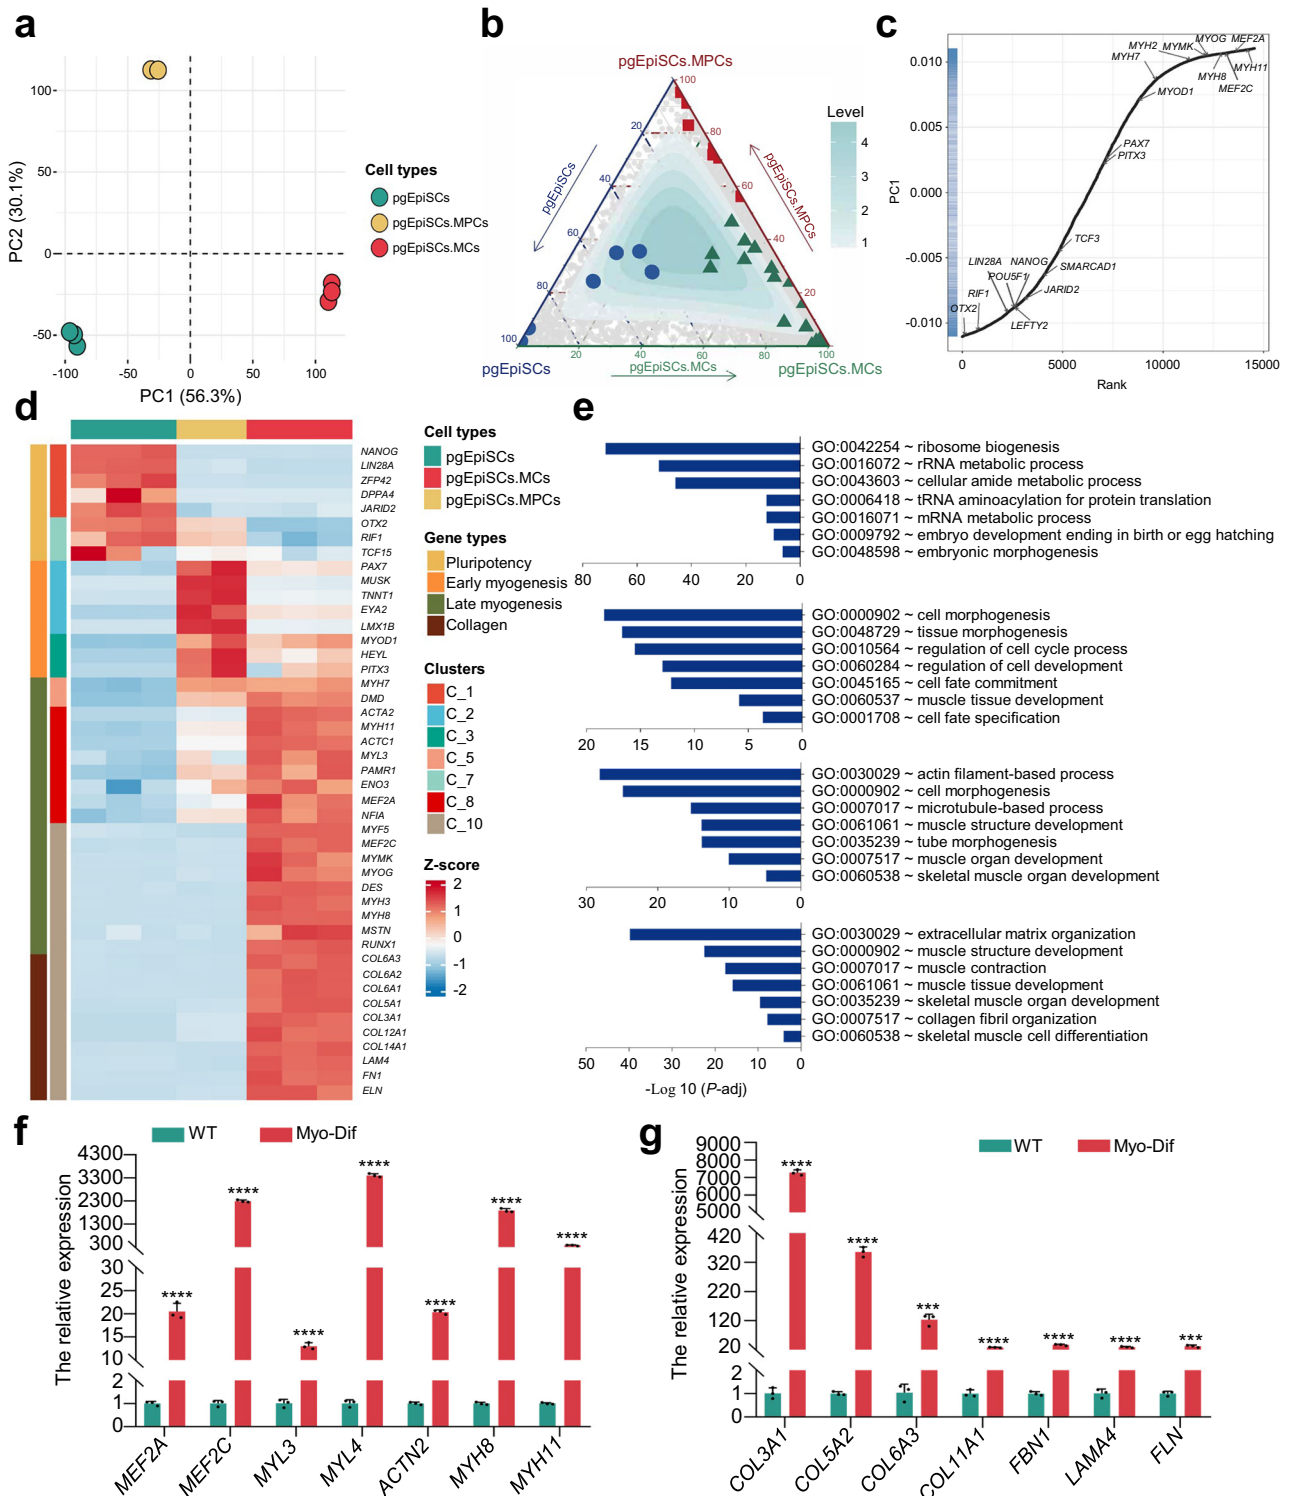 a
100
50
0
-50
-100
-50
0
50
100
PC2 (30.1%)
PC1 (56.3%)
Cell types
pgEpiSCs
pgEpiSCs.MPCs
pgEpiSCs.MCs
b
pgEpiSCs.MPCs
100
80
60
40
20
20
40
60
80
100
pgEpiSCs
pgEpiSCs.MPCs
20
40
60
80
100
pgEpiSCs
pgEpiSCs.MCs
pgEpiSCs.MCs
Level
4
3
2
1
c
PC1
0.010
0.005
0.000
-0.005
-0.010
0
5000
10000
15000
Rank
MYOG
MEF2A
MYH2
MYMK
MYH7
MYH11
MYH8
MEF2C
MYOD1
PAX7
PITX3
TCF3
LIN28A
NANOG
SMARCAD1
POU5F1
JARID2
RIF1
OTX2
LEFTY2
d
NANOG
LIN28A
ZFP42
DPPA4
JARID2
OTX2
RIF1
TCF15
PAX7
MUSK
TNNT1
EYA2
LMX1B
MYOD1
HEYL
PITX3
MYH7
DMD
ACTA2
MYH11
ACTC1
MYL3
PAMR1
ENO3
MEF2A
NFIA
MYF5
MEF2C
MYMK
MYOG
DES
MYH3
MYH8
MSTN
RUNX1
COL6A3
COL6A2
COL6A1
COL5A1
COL3A1
COL12A1
COL14A1
LAM4
FN1
ELN
Cell types
pgEpiSCs
pgEpiSCs.MCs
pgEpiSCs.MPCs
Gene types
Pluripotency
Early myogenesis
Late myogenesis
Collagen
Clusters
C_1
C_2
C_3
C_5
C_7
C_8
C_10
Z-score
2
1
0
-1
-2
e
GO:0042254 ~ ribosome biogenesis
GO:0016072 ~ rRNA metabolic process
GO:0043603 ~ cellular amide metabolic process
GO:0006418 ~ tRNA aminoacylation for protein translation
GO:0016071 ~ mRNA metabolic process
GO:0009792 ~ embryo development ending in birth or egg hatching
GO:0048598 ~ embryonic morphogenesis
80 60 40 20 0
GO:0000902 ~ cell morphogenesis
GO:0048729 ~ tissue morphogenesis
GO:0010564 ~ regulation of cell cycle process
GO:0060284 ~ regulation of cell development
GO:0045165 ~ cell fate commitment
GO:0060537 ~ muscle tissue development
GO:0001708 ~ cell fate specification
20 15 10 5 0
GO:0030029 ~ actin filament-based process
GO:0000902 ~ cell morphogenesis
GO:0007017 ~ microtubule-based process
GO:0061061 ~ muscle structure development
GO:0035239 ~ tube morphogenesis
GO:0007517 ~ muscle organ development
GO:0060538 ~ skeletal muscle organ development
30 20 10 0
GO:0030029 ~ extracellular matrix organization
GO:0000902 ~ muscle structure development
GO:0007017 ~ muscle contraction
GO:0061061 ~ muscle tissue development
GO:0035239 ~ skeletal muscle organ development
GO:0007517 ~ collagen fibril organization
GO:0060538 ~ skeletal muscle cell differentiation
50 40 30 20 10 0
-Log 10 (P-adj)
f
WT
Myo-Dif
The relative expression
4300
3300
2300
1300
300
30
25
20
15
10
2
1
0
****
****
****
****
****
****
****
MEF2A
MEF2C
MYL3
MYL4
ACTN2
MYH8
MYH11
g
WT
Myo-Dif
The relative expression
9000
8000
7000
6000
5000
420
320
220
120
20
2
1
0
****
****
***
****
****
****
***
COL3A1
COL5A2
COL6A3
COL11A1
FBN1
LAMA4
FLN